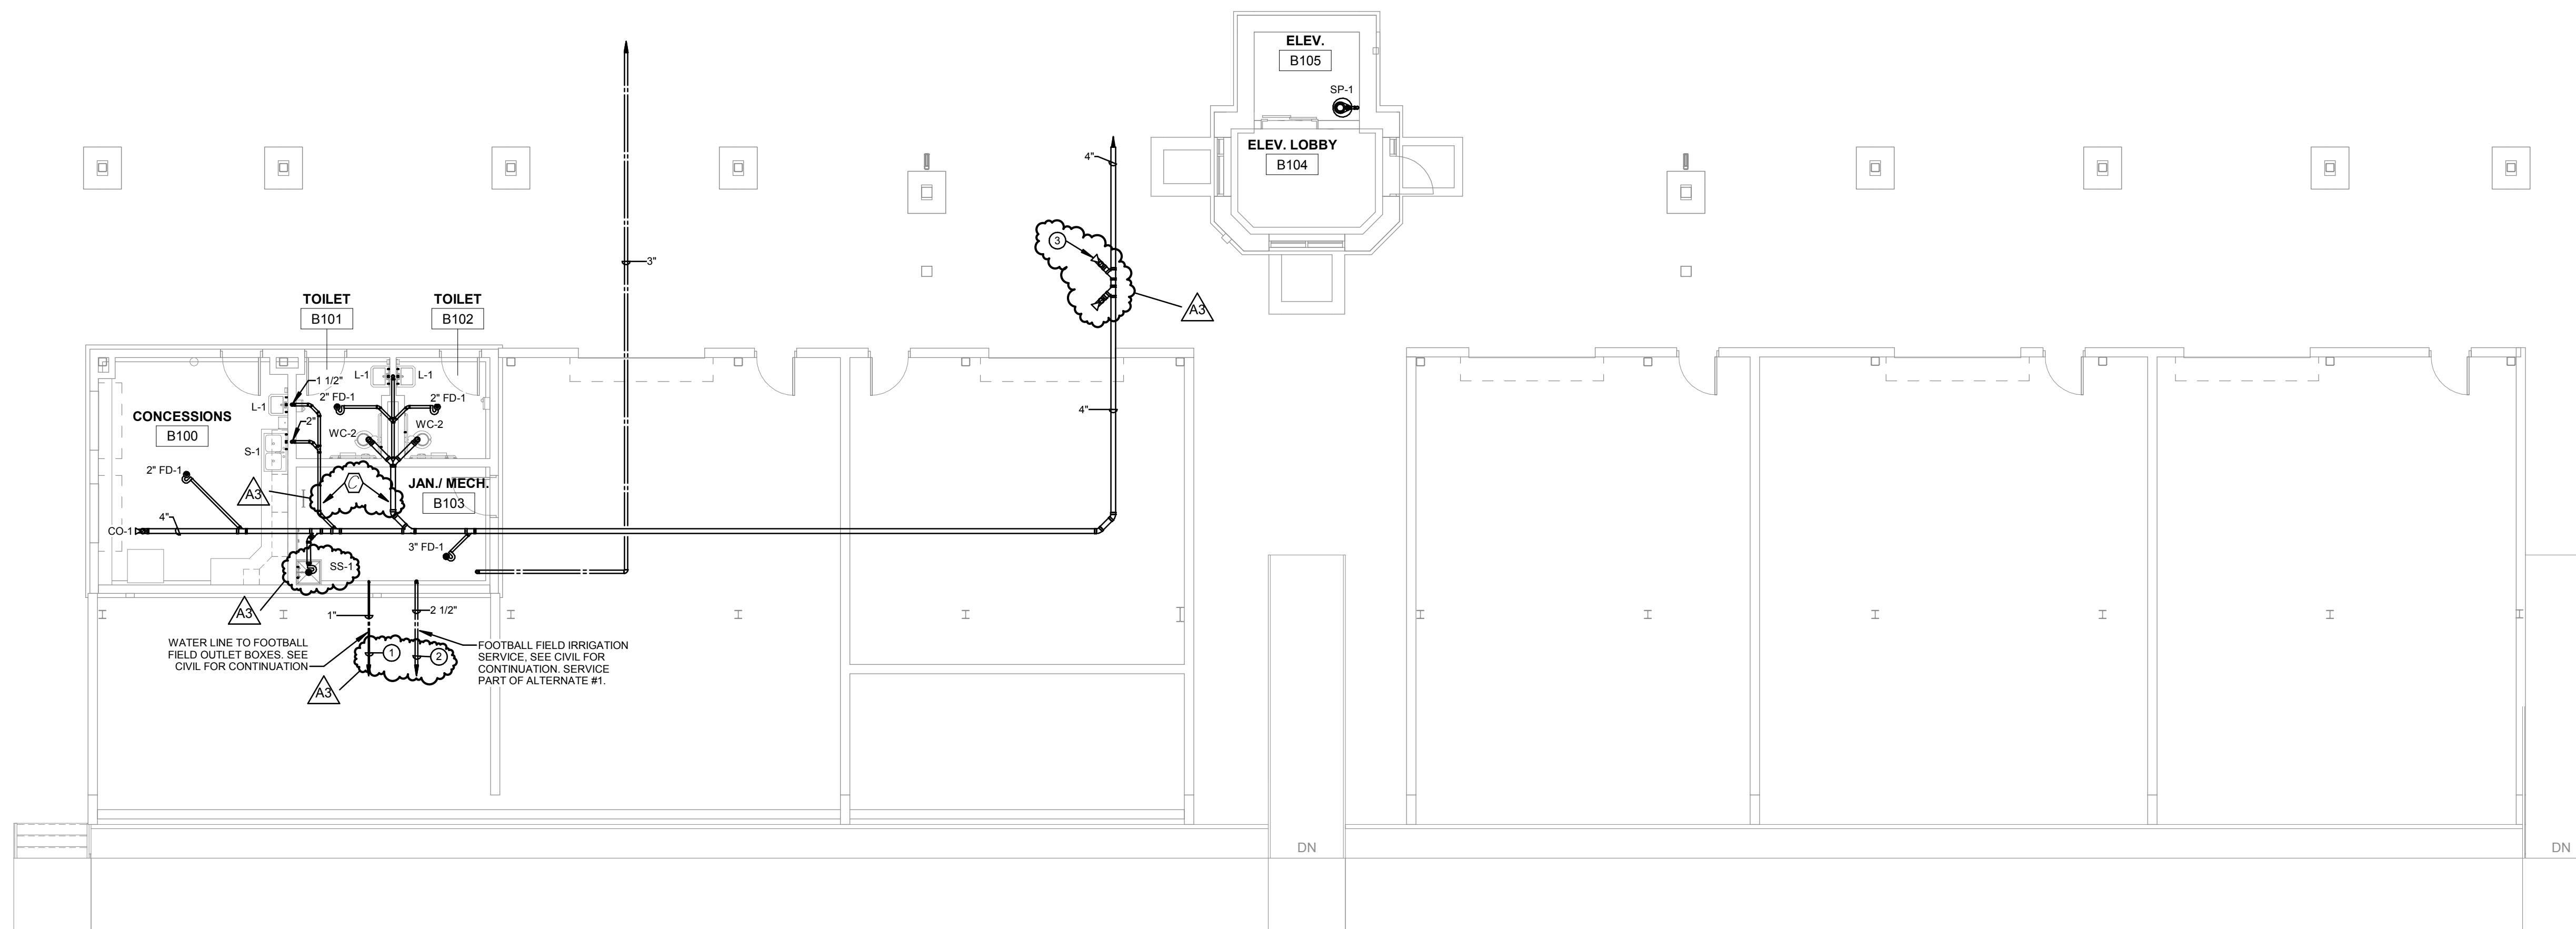 ELEV.
B105
SP-1
ELEV. LOBBY
B104
4"
3
A3
3"
TOILET
B101
TOILET
B102
L-1
L-1
1 1/2"
2" FD-1
2" FD-1
L-1
CONCESSIONS
B100
2"
WC-2
WC-2
4"
S-1
2" FD-1
C
JAN./ MECH.
B103
A3
4"
CO-1
3" FD-1
SS-1
A3
1"
2 1/2"
WATER LINE TO FOOTBALL
FIELD OUTLET BOXES. SEE
CIVIL FOR CONTINUATION
1
2
FOOTBALL FIELD IRRIGATION
SERVICE, SEE CIVIL FOR
CONTINUATION. SERVICE
PART OF ALTERNATE #1.
A3
DN
DN